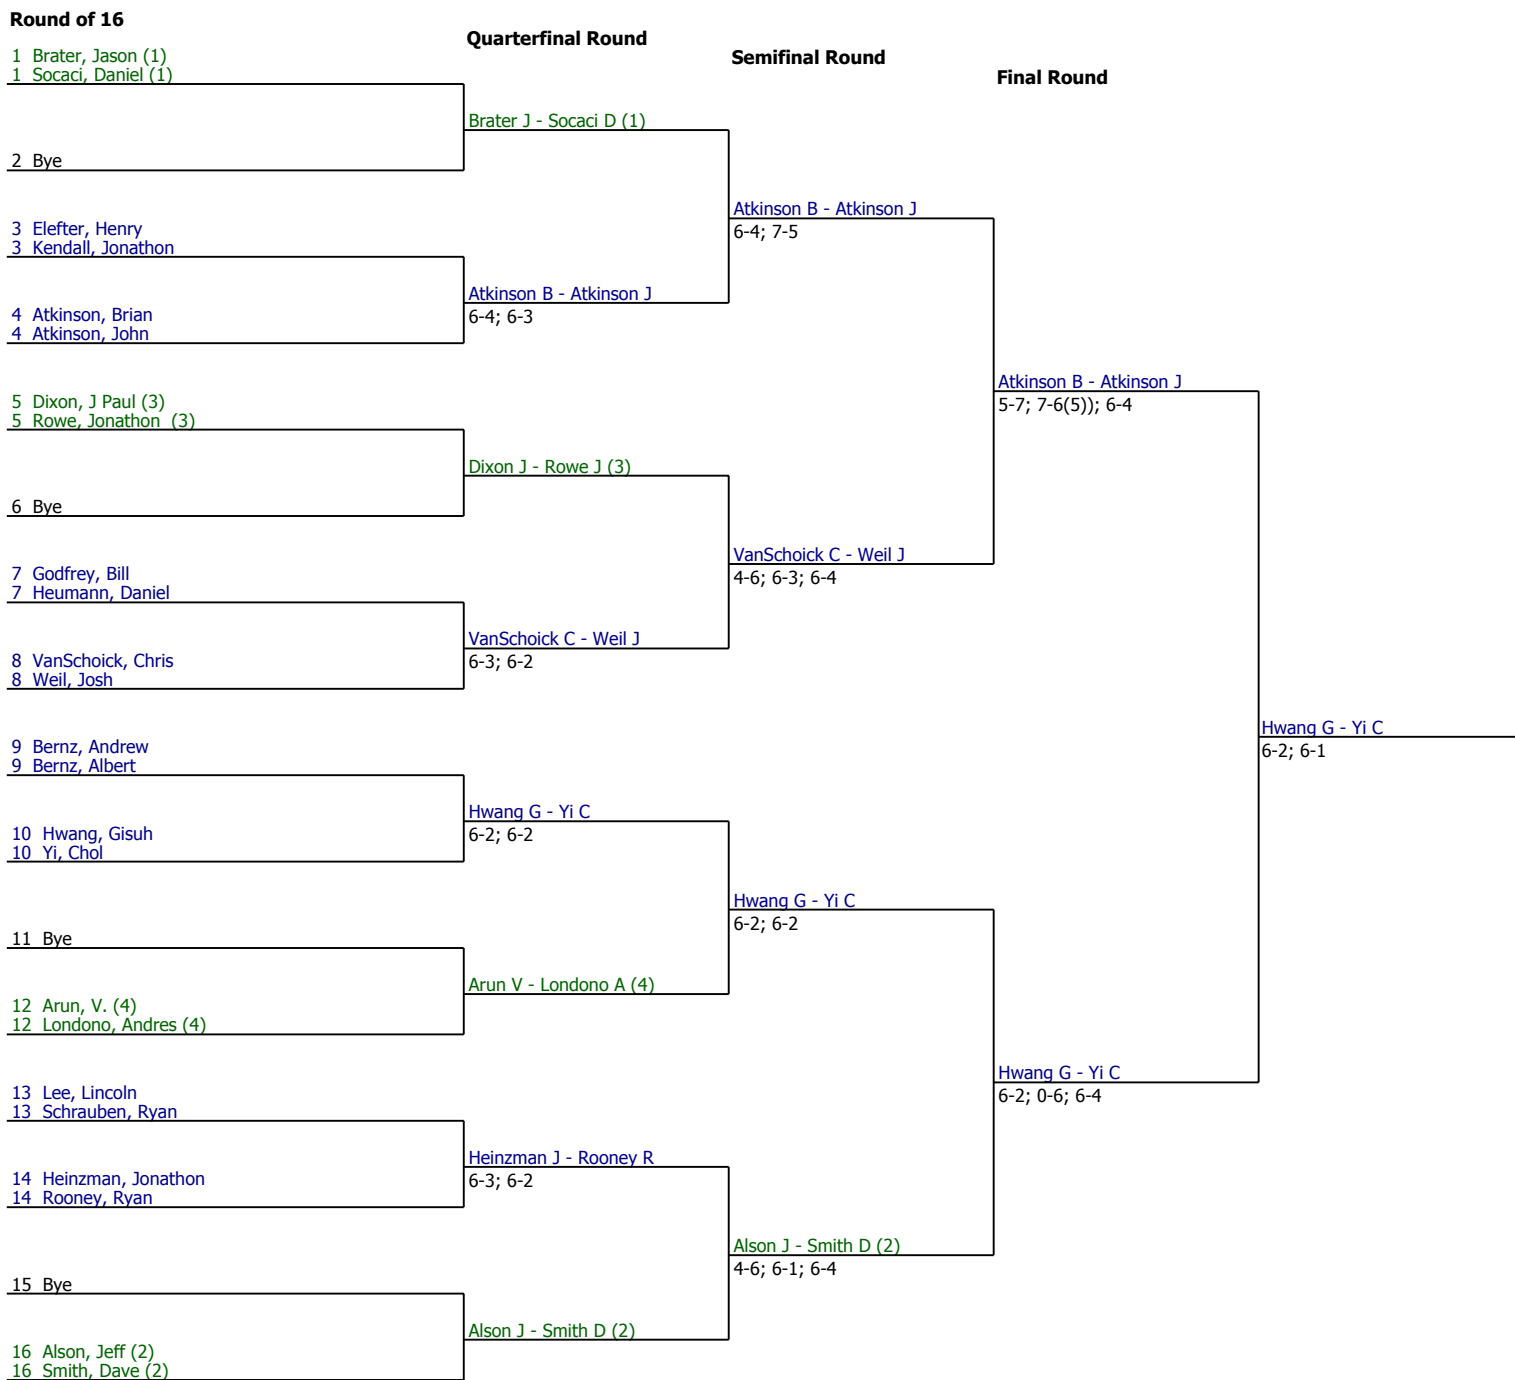 Round of 16
Quarterfinal Round
Semifinal Round
Final Round
1 Brater, Jason (1)
1 Socaci, Daniel (1)
Brater J - Socaci D (1)
2 Bye
Atkinson B - Atkinson J
6-4; 7-5
3 Elefter, Henry
3 Kendall, Jonathon
Atkinson B - Atkinson J
6-4; 6-3
4 Atkinson, Brian
4 Atkinson, John
Atkinson B - Atkinson J
5-7; 7-6(5)); 6-4
5 Dixon, J Paul (3)
5 Rowe, Jonathon (3)
Dixon J - Rowe J (3)
6 Bye
VanSchoick C - Weil J
4-6; 6-3; 6-4
7 Godfrey, Bill
7 Heumann, Daniel
VanSchoick C - Weil J
6-3; 6-2
8 VanSchoick, Chris
8 Weil, Josh
Hwang G - Yi C
6-2; 6-1
9 Bernz, Andrew
9 Bernz, Albert
Hwang G - Yi C
6-2; 6-2
10 Hwang, Gisuh
10 Yi, Chol
Hwang G - Yi C
6-2; 6-2
11 Bye
Arun V - Londono A (4)
12 Arun, V. (4)
12 Londono, Andres (4)
Hwang G - Yi C
6-2; 0-6; 6-4
13 Lee, Lincoln
13 Schrauben, Ryan
Heinzman J - Rooney R
6-3; 6-2
14 Heinzman, Jonathon
14 Rooney, Ryan
Alson J - Smith D (2)
4-6; 6-1; 6-4
15 Bye
Alson J - Smith D (2)
16 Alson, Jeff (2)
16 Smith, Dave (2)